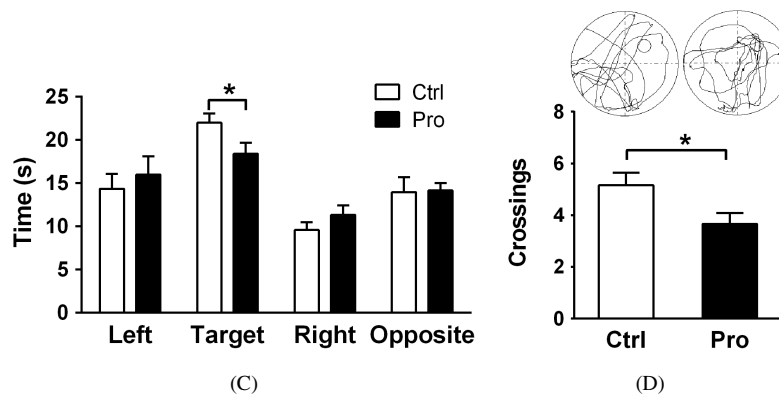 25
20
15
10
5
0
Time (s)
*
Ctrl
Pro
Left
Target
Right
Opposite
(C)
8
6
4
2
0
Crossings
*
Ctrl
Pro
(D)